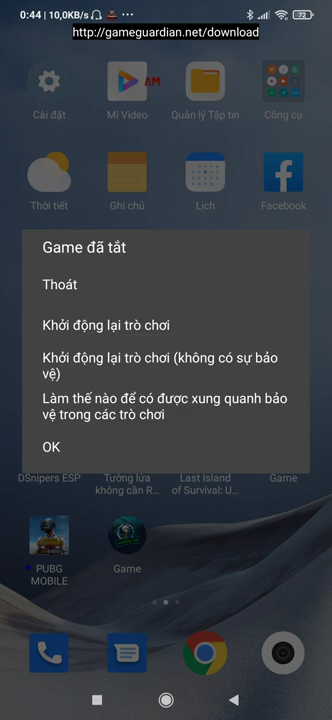 0:44 | 10,0KB/s
72
http://gameguardian.net/download
AM
Cài đặt
Mi Video
Quản lý Tập tin
Công cụ
Thời tiết
Ghi chú
Lịch
Facebook
Game đã tắt
Thoát
Khởi động lại trò chơi
Khởi động lại trò chơi (không có sự bảo
vệ)
Làm thế nào để có được xung quanh bảo
vệ trong các trò chơi
OK
DSnipers ESP
Tường lửa
không cần R...
Last Island
of Survival: U...
Game
PUBG
MOBILE
Game